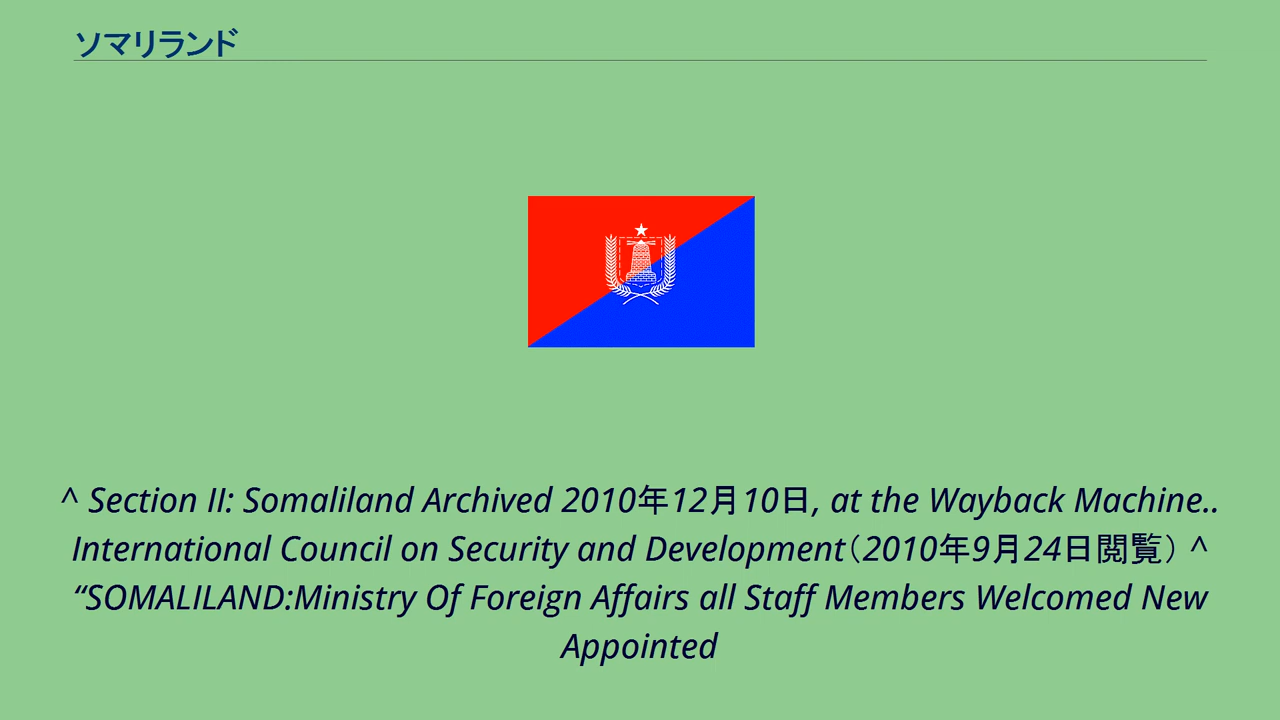 ソマリランド
^ Section II: Somaliland Archived 2010年12月10日, at the Wayback Machine..
International Council on Security and Development（2010年9月24日閲覧） ^
“SOMALILAND:Ministry Of Foreign Affairs all Staff Members Welcomed New
Appointed